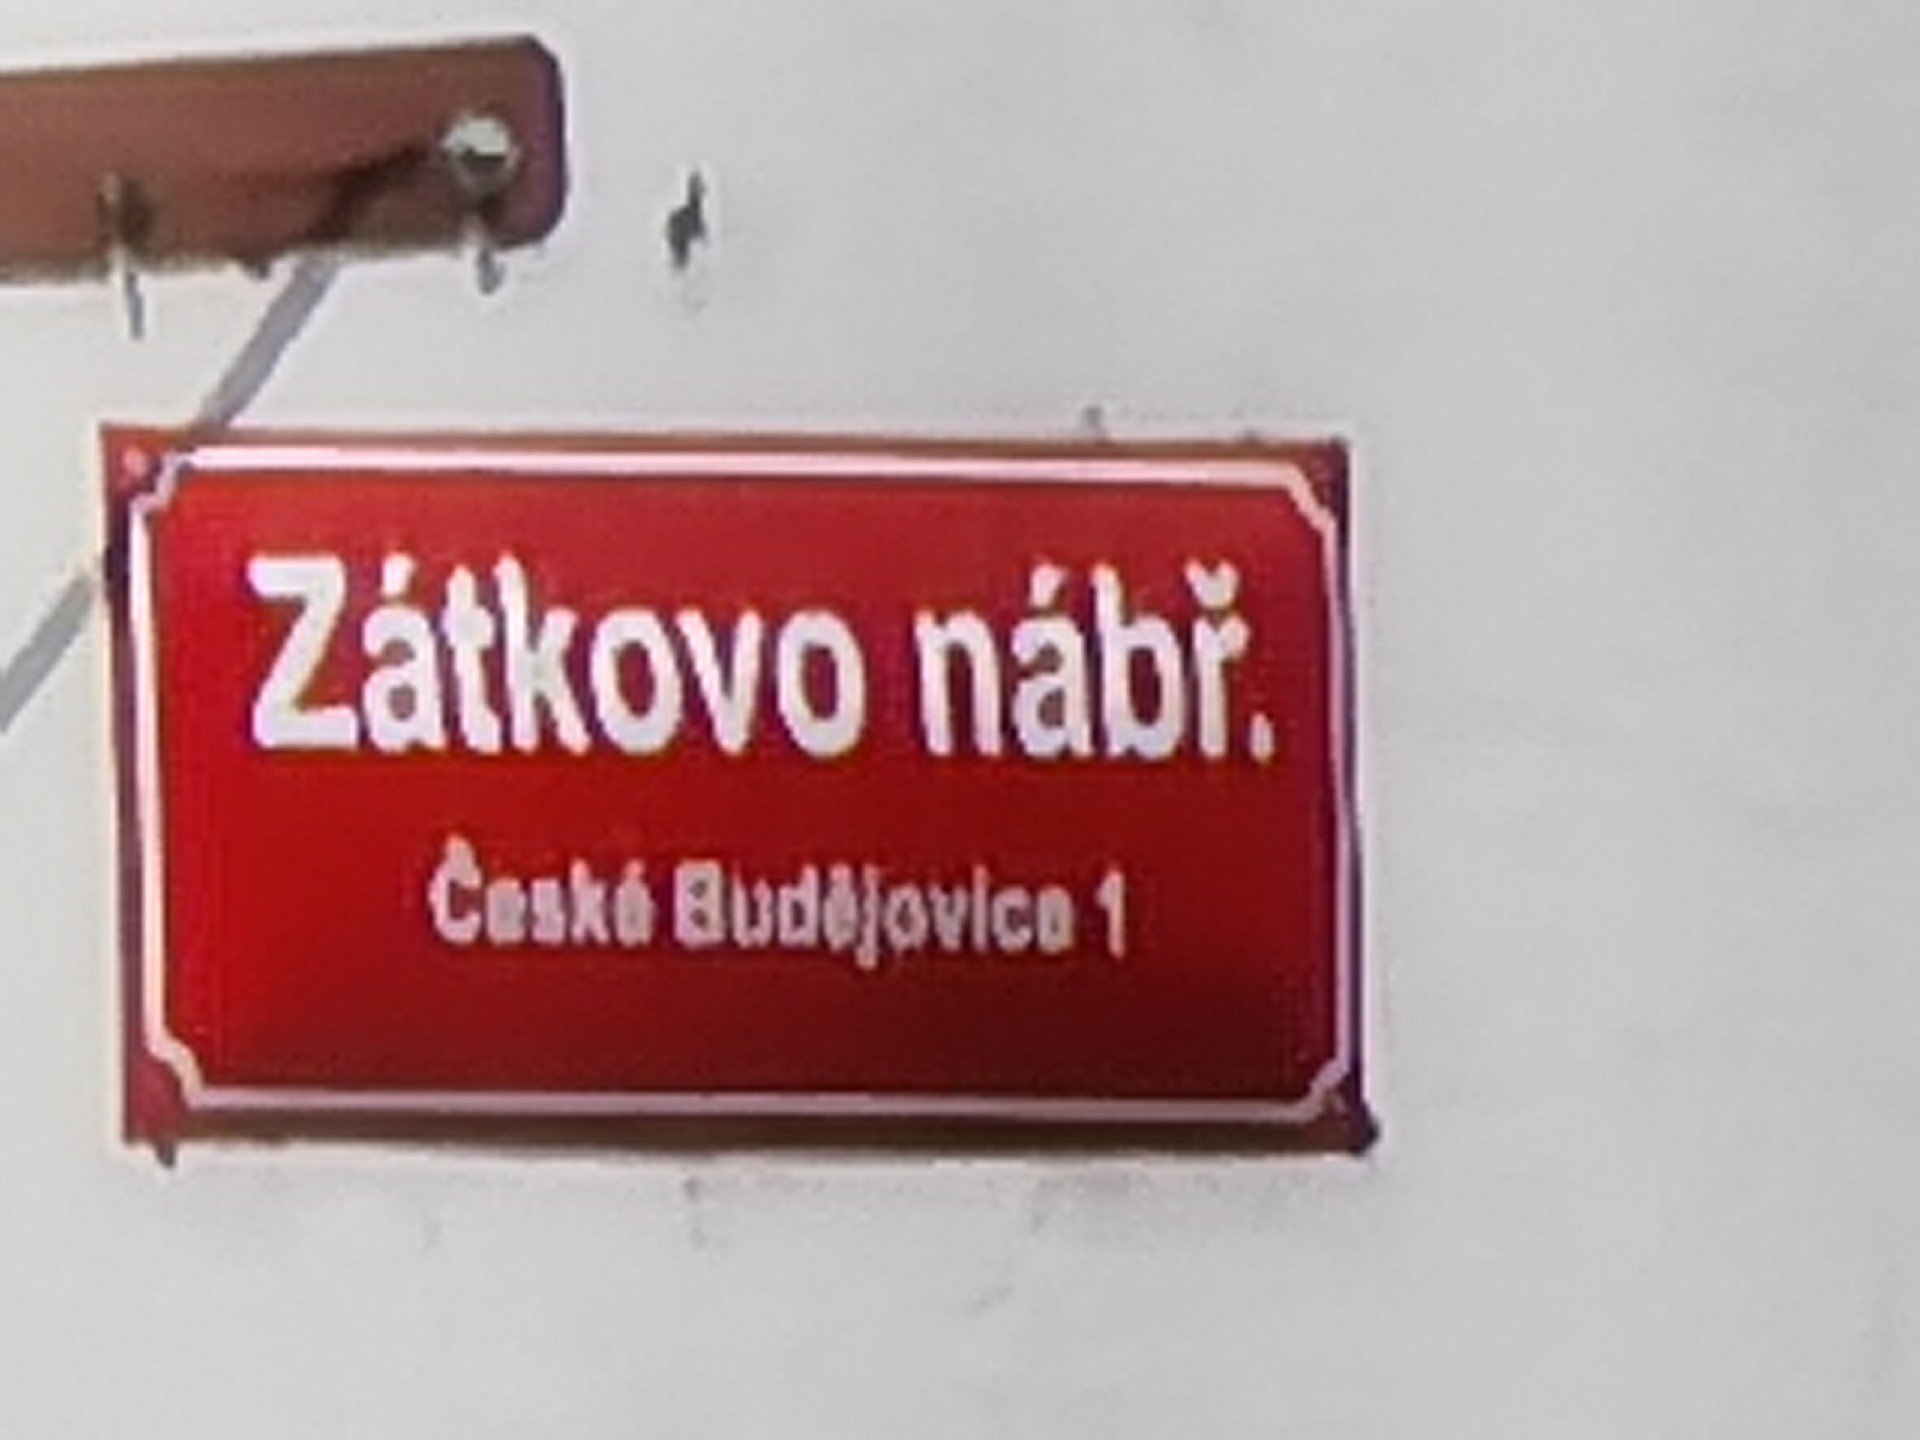 Zátkovo nábř.
České Budějovice 1